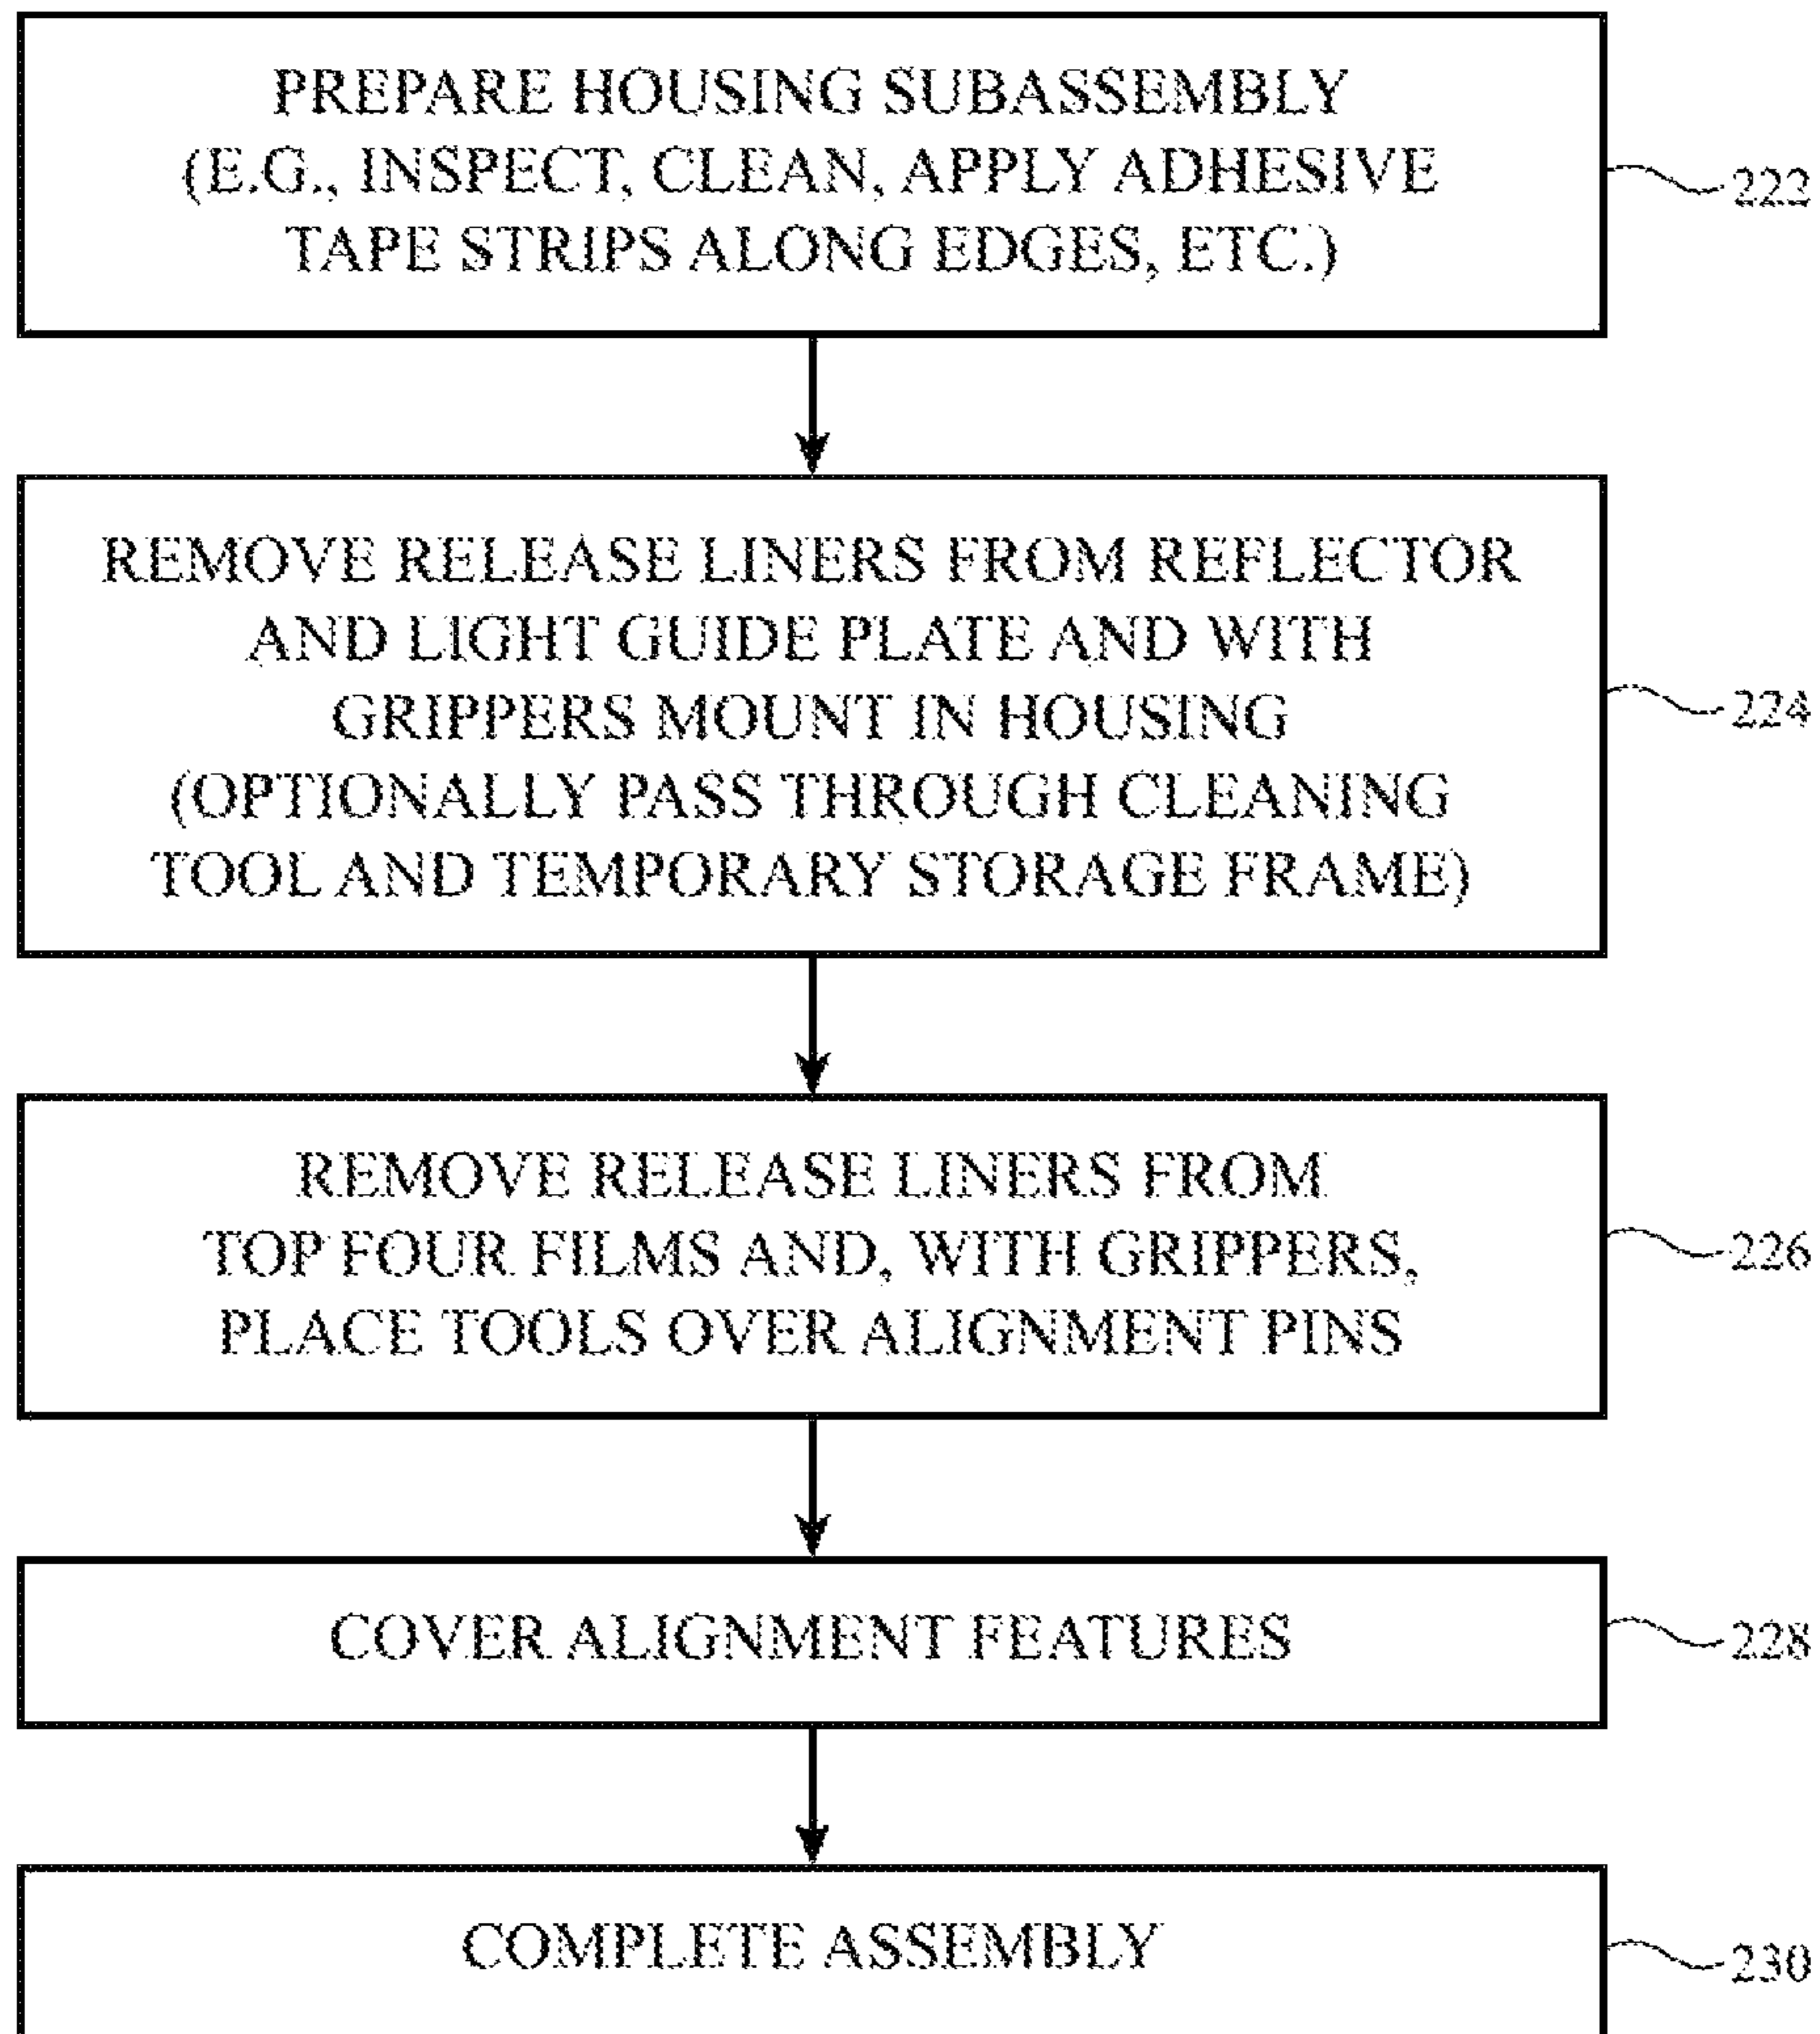 PREPARE HOUSING SUBASSEMBLY
(E.G., INSPECT, CLEAN, APPLY ADHESIVE
TAPE STRIPS ALONG EDGES, ETC.)
222
REMOVE RELEASE LINERS FROM REFLECTOR
AND LIGHT GUIDE PLATE AND WITH
GRIPPERS MOUNT IN HOUSING
(OPTIONALLY PASS THROUGH CLEANING
TOOL AND TEMPORARY STORAGE FRAME)
224
REMOVE RELEASE LINERS FROM
TOP FOUR FILMS AND, WITH GRIPPERS,
PLACE TOOLS OVER ALIGNMENT PINS
226
COVER ALIGNMENT FEATURES
228
COMPLETE ASSEMBLY
230